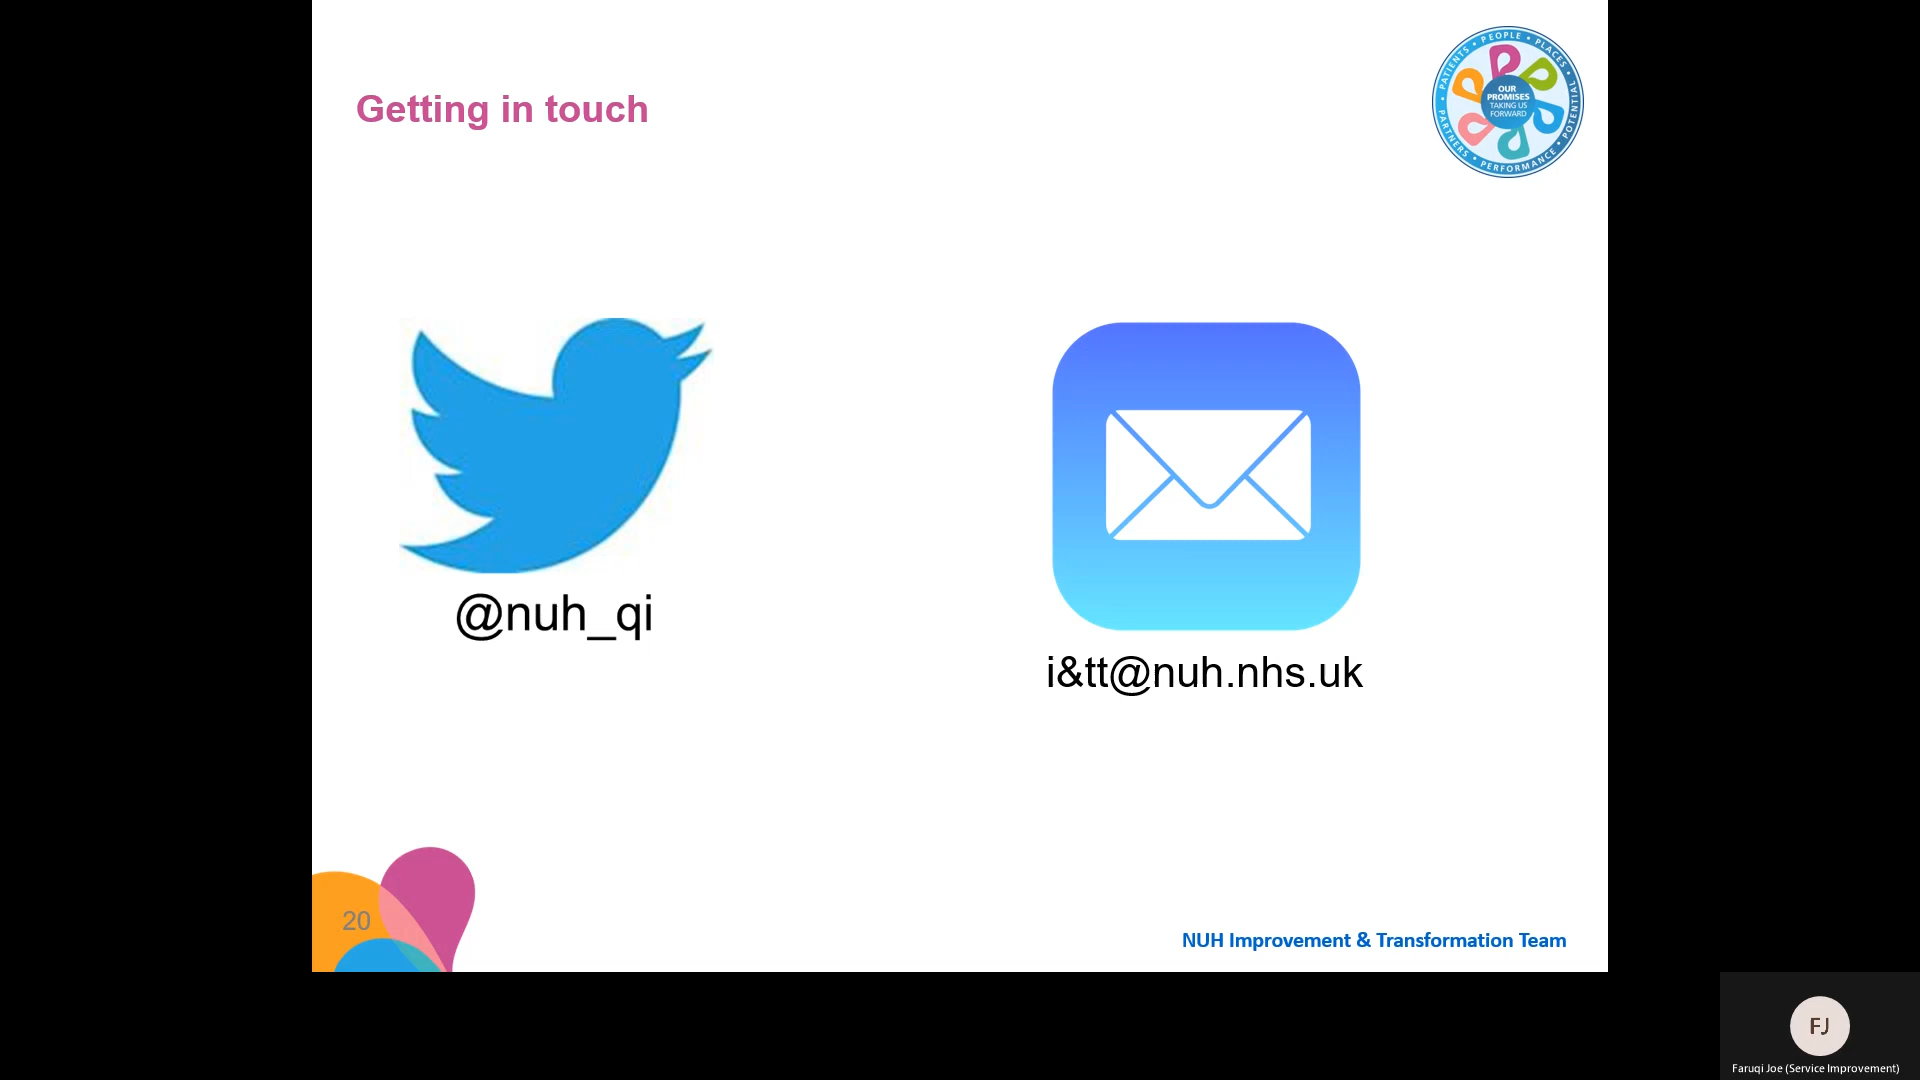 Getting in touch
• PATIENTS • PEOPLE • PLACES • POTENTIAL • PERFORMANCE • PARTNERS
OUR
PROMISES
TAKING US
FORWARD
@nuh_qi
i&tt@nuh.nhs.uk
20
NUH Improvement & Transformation Team
FJ
Faruqi Joe (Service Improvement)